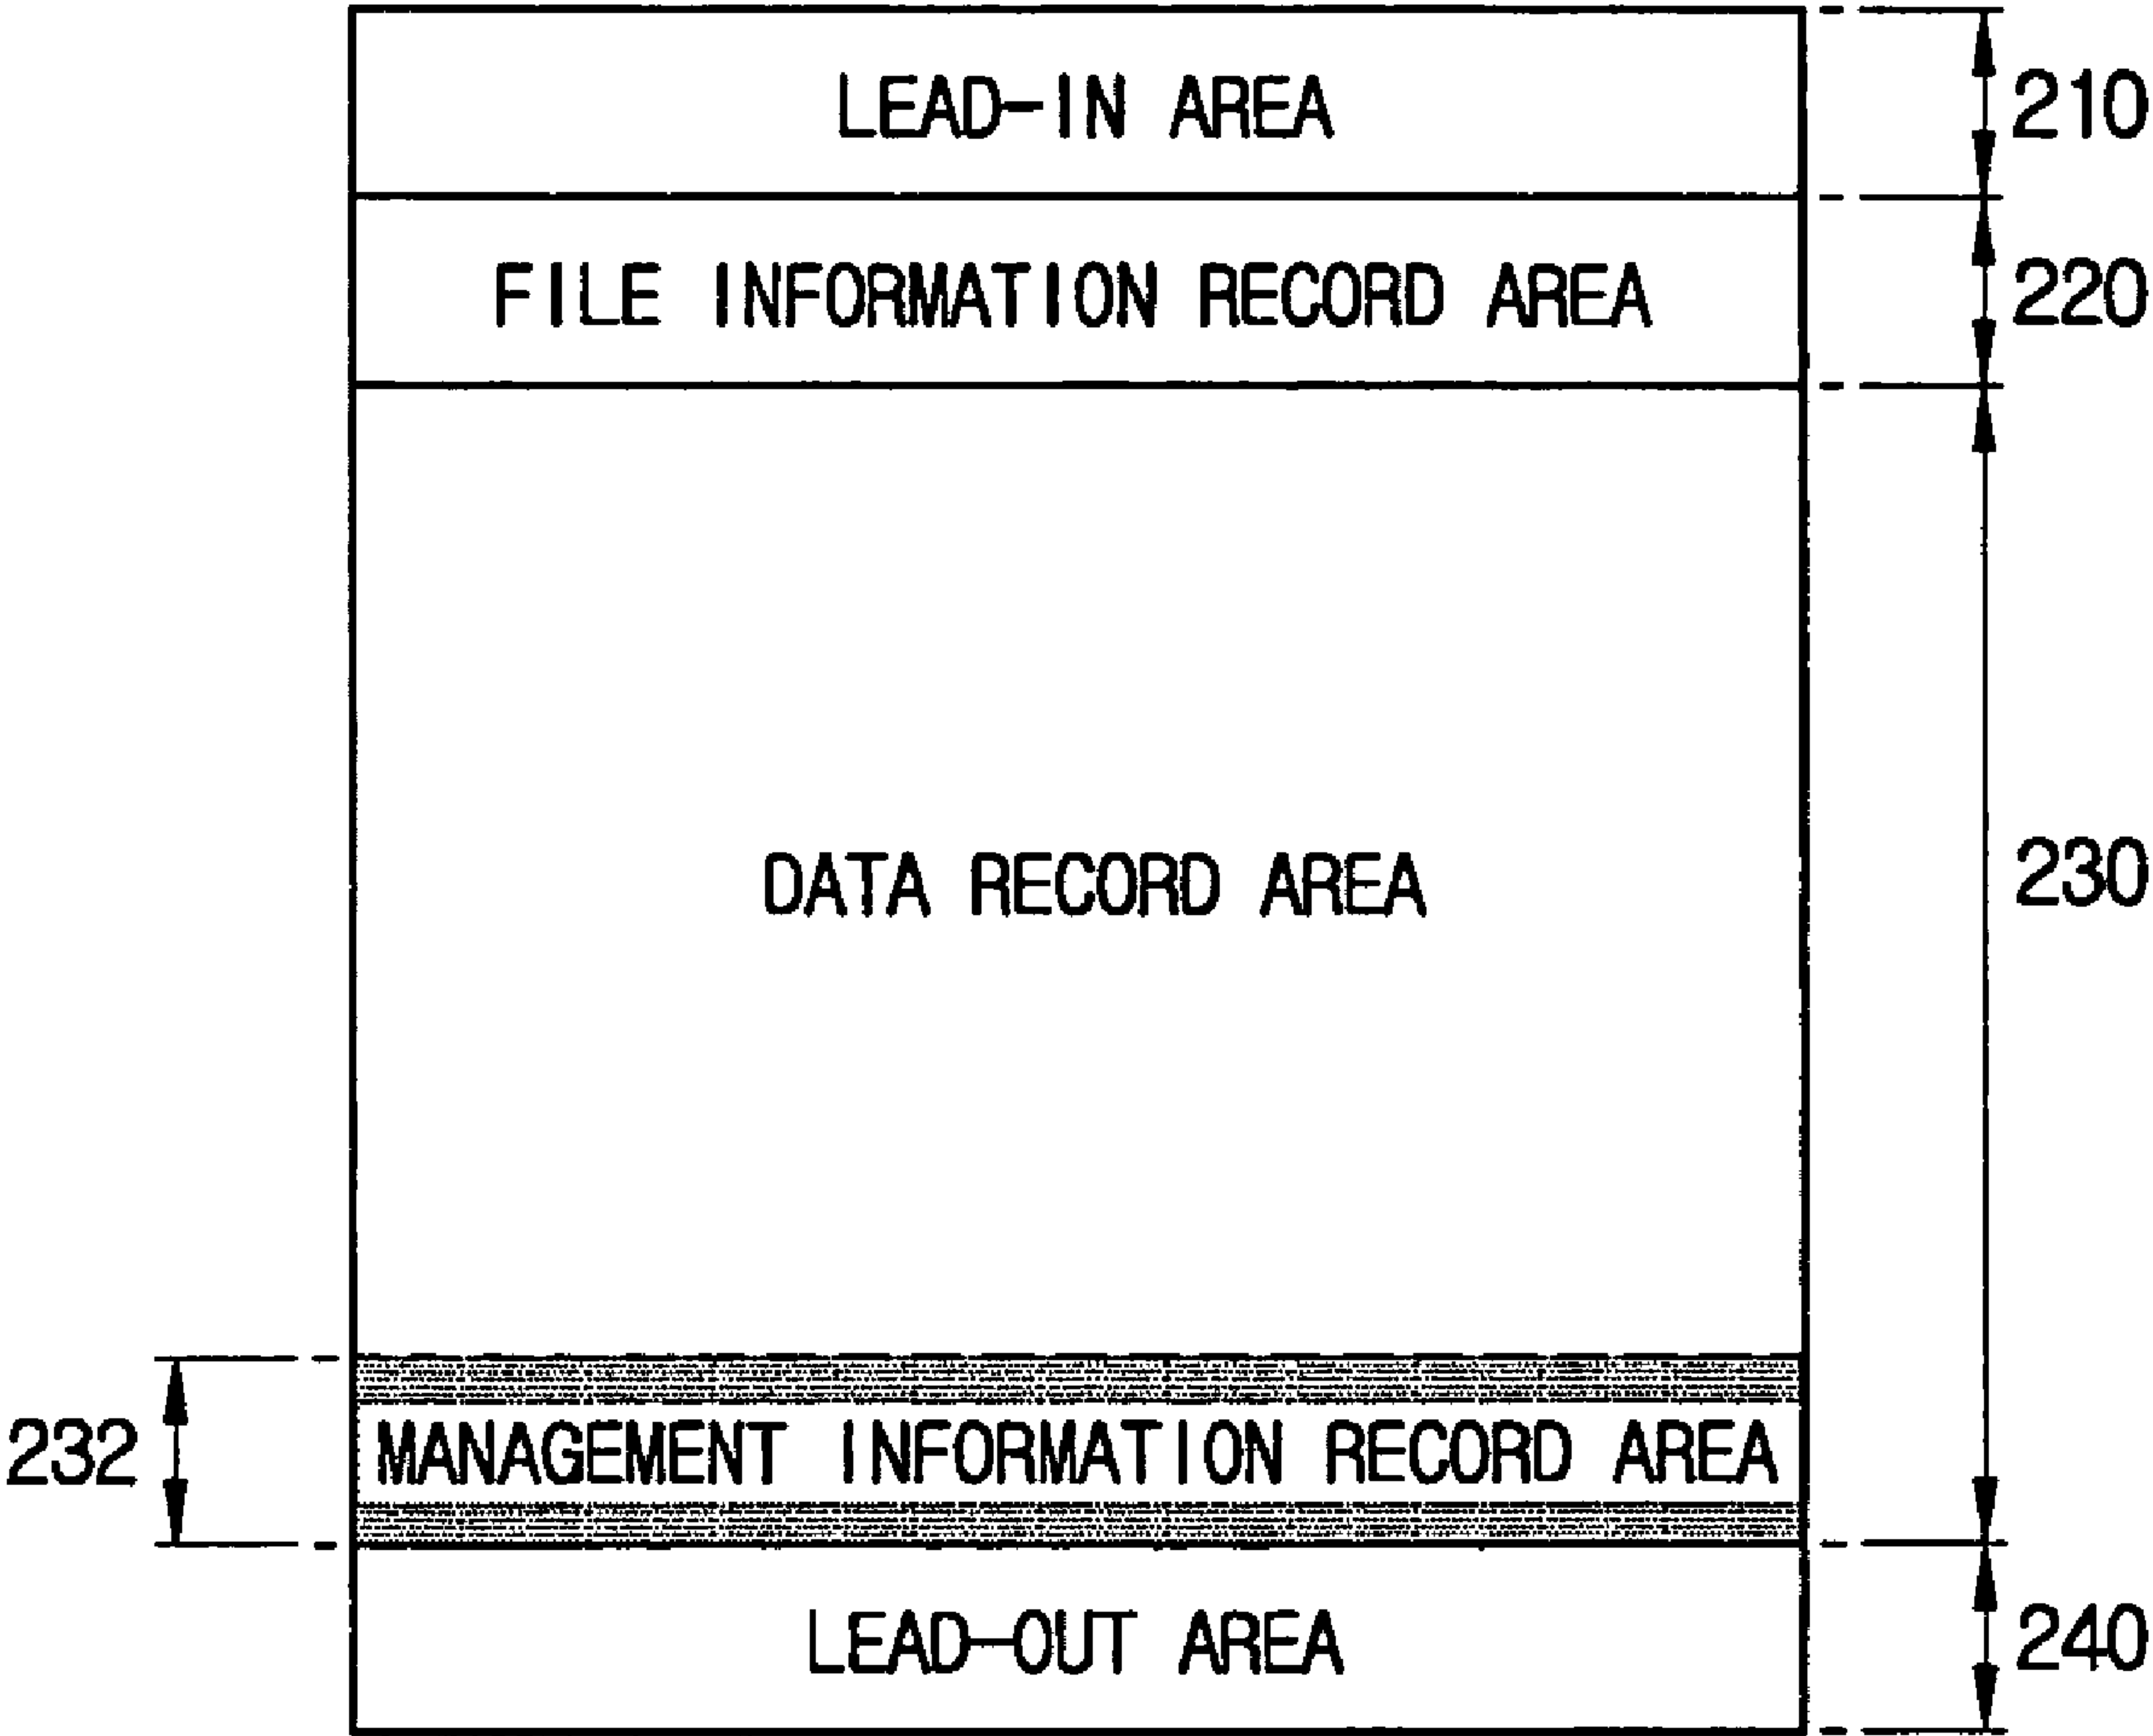 LEAD-IN AREA 210
FILE INFORMATION RECORD AREA 220
DATA RECORD AREA 230
232 MANAGEMENT INFORMATION RECORD AREA
LEAD-OUT AREA 240